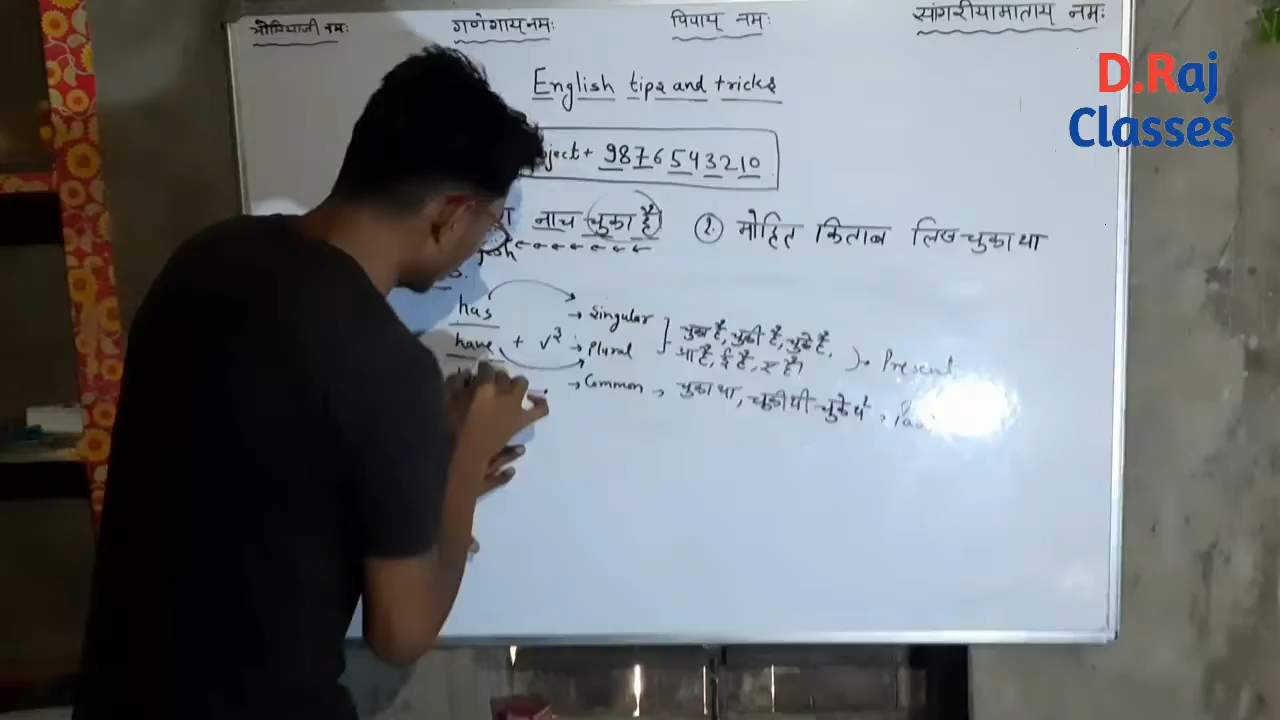 गणेशाय् नमः
पिपाय् नमः
सांगरीयामाताय् नमः
D.Raj
Classes
English tips and tricks
ject + 9876543210
नाच चुका है।
2. मोहित किताब लिख चुका था
has → Singular
have + v³ → Plural
चुका है, चुकी है, चुके है,
आ है, ई है, ए है।
Present
→ Common → चुका था, चुकी थी चुके थे,